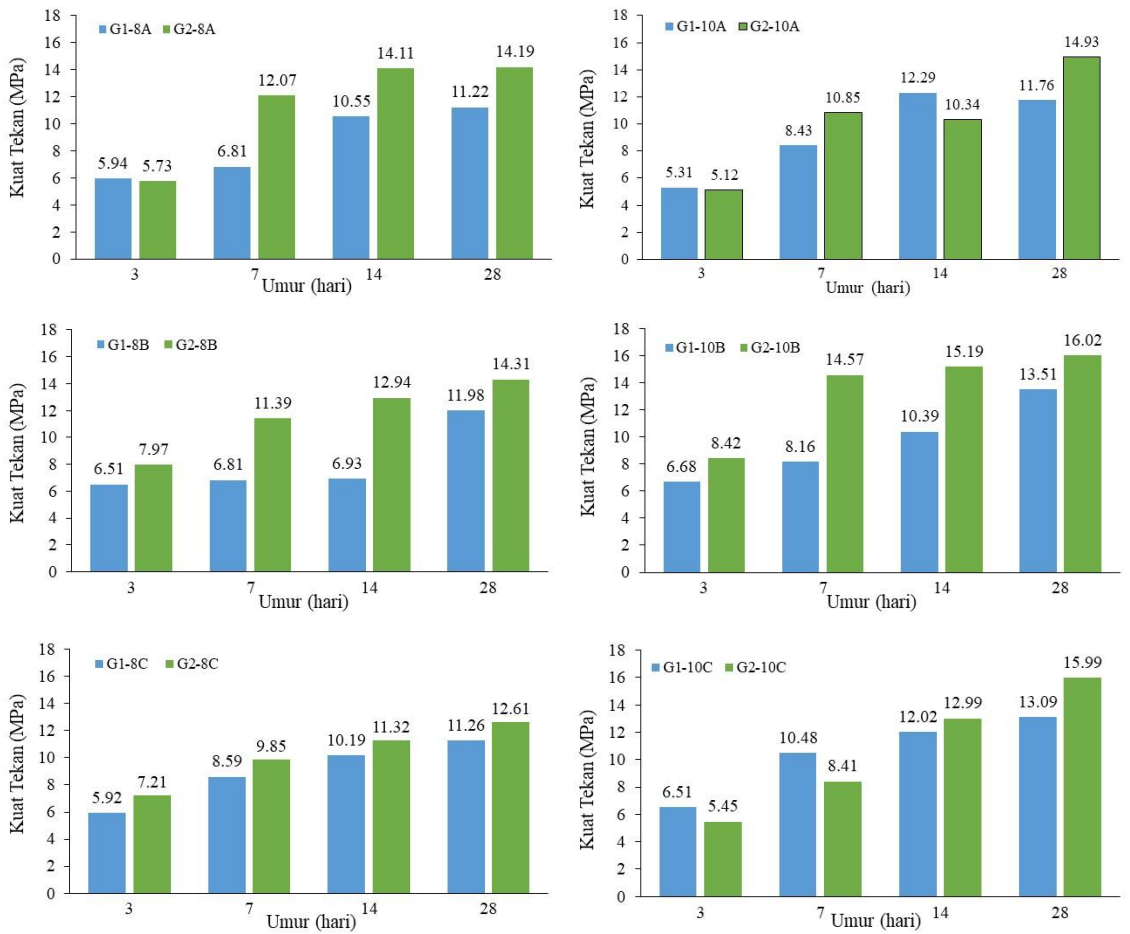 Kuat Tekan (MPa)
18
16
14
12
10
8
6
4
2
0
G1-8A G2-8A
5.94 5.73 6.81 12.07 10.55 14.11 11.22 14.19
3 7 14 28
Umur (hari)
Kuat Tekan (MPa)
18
16
14
12
10
8
6
4
2
0
G1-10A G2-10A
5.31 5.12 8.43 10.85 12.29 10.34 11.76 14.93
3 7 14 28
Umur (hari)
Kuat Tekan (MPa)
18
16
14
12
10
8
6
4
2
0
G1-8B G2-8B
6.51 7.97 6.81 11.39 6.93 12.94 11.98 14.31
3 7 14 28
Umur (hari)
Kuat Tekan (MPa)
18
16
14
12
10
8
6
4
2
0
G1-10B G2-10B
6.68 8.42 8.16 14.57 10.39 15.19 13.51 16.02
3 7 14 28
Umur (hari)
Kuat Tekan (MPa)
18
16
14
12
10
8
6
4
2
0
G1-8C G2-8C
5.92 7.21 8.59 9.85 10.19 11.32 11.26 12.61
3 7 14 28
Umur (hari)
Kuat Tekan (MPa)
18
16
14
12
10
8
6
4
2
0
G1-10C G2-10C
6.51 5.45 10.48 8.41 12.02 12.99 13.09 15.99
3 7 14 28
Umur (hari)